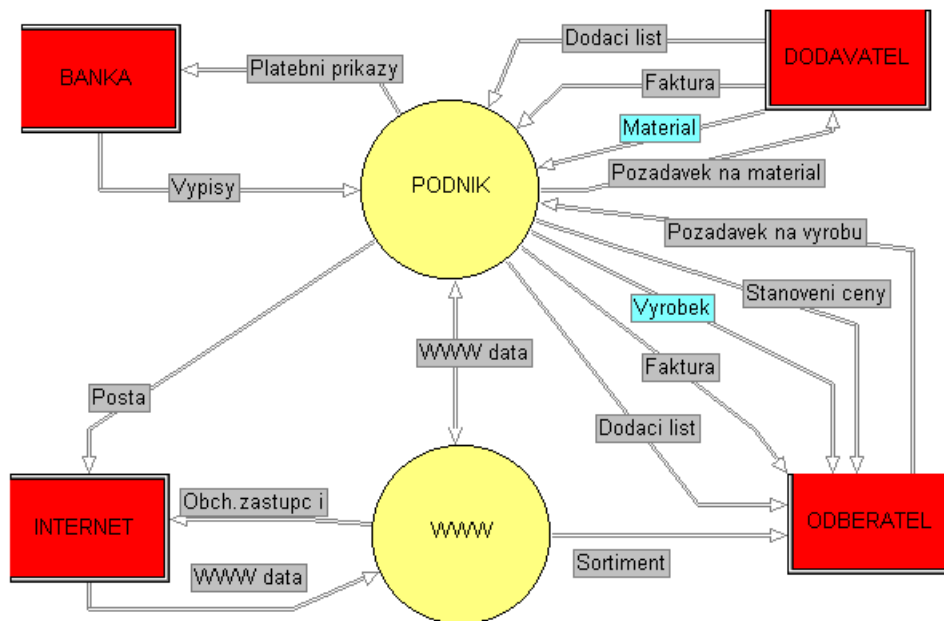 Dodaci list
BANKA
Platebni prikazy
DODAVATEL
Faktura
Material
Pozadavek na material
PODNIK
Vypisy
Pozadavek na vyrobu
Stanoveni ceny
Vyrobek
WWW data
Faktura
Posta
Dodaci list
Obch.zastupc i
INTERNET
WWW
ODBERATEL
Sortiment
WWW data